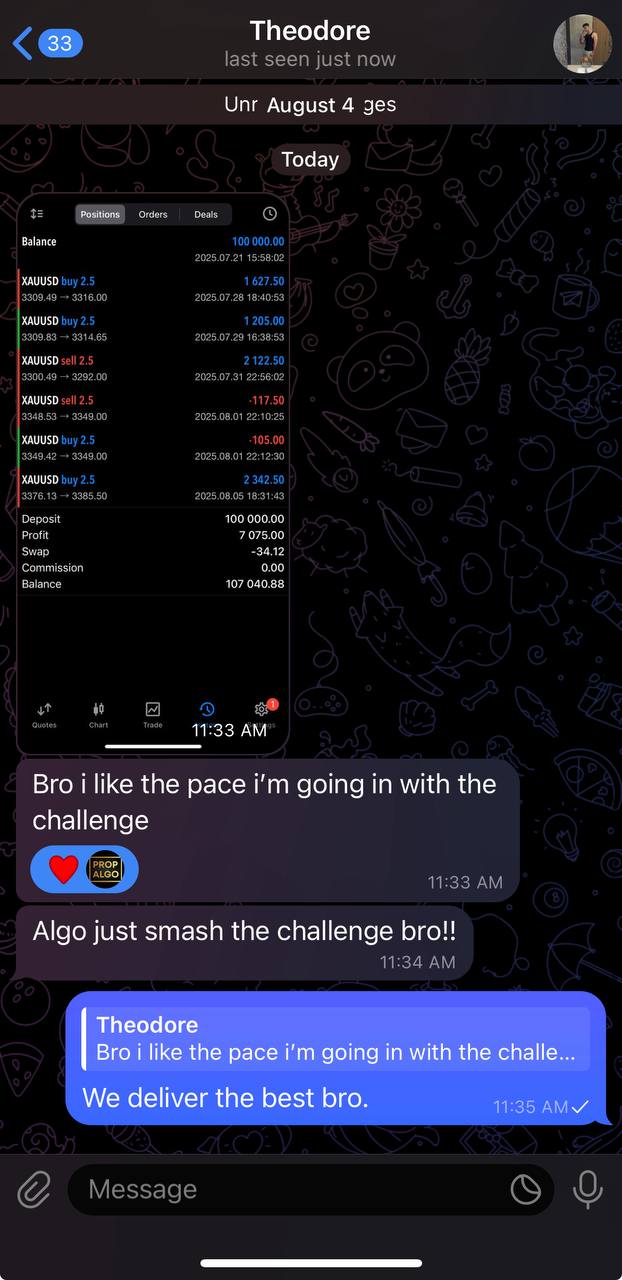 33
Theodore
last seen just now
Unr August 4 ges
Today
Positions Orders Deals
Balance 100 000.00
2025.07.21 15:58:02
XAUUSD buy 2.5 1 627.50
3309.49 → 3316.00 2025.07.28 18:40:53
XAUUSD buy 2.5 1 205.00
3309.83 → 3314.65 2025.07.29 16:38:53
XAUUSD sell 2.5 2 122.50
3300.49 → 3292.00 2025.07.31 22:56:02
XAUUSD sell 2.5 -117.50
3348.53 → 3349.00 2025.08.01 22:10:25
XAUUSD buy 2.5 -105.00
3349.42 → 3349.00 2025.08.01 22:12:30
XAUUSD buy 2.5 2 342.50
3376.13 → 3385.50 2025.08.05 18:31:43
Deposit 100 000.00
Profit 7 075.00
Swap -34.12
Commission 0.00
Balance 107 040.88
1
Quotes Chart Trade
11:33 AM
Bro i like the pace i’m going in with the
challenge
PROP
ALGO
11:33 AM
Algo just smash the challenge bro!!
11:34 AM
Theodore
Bro i like the pace i’m going in with the challe...
We deliver the best bro.
11:35 AM
Message